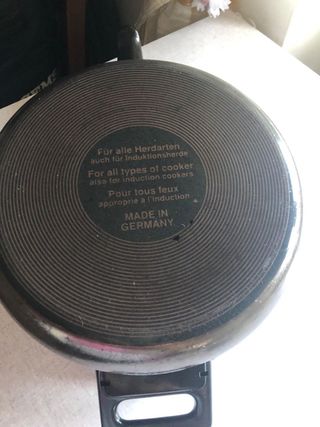 Für alle Herdarten
auch für Induktionsherde
For all types of cooker
also for induction cookers
Pour tous feux
approprie à l'induction
MADE IN
GERMANY